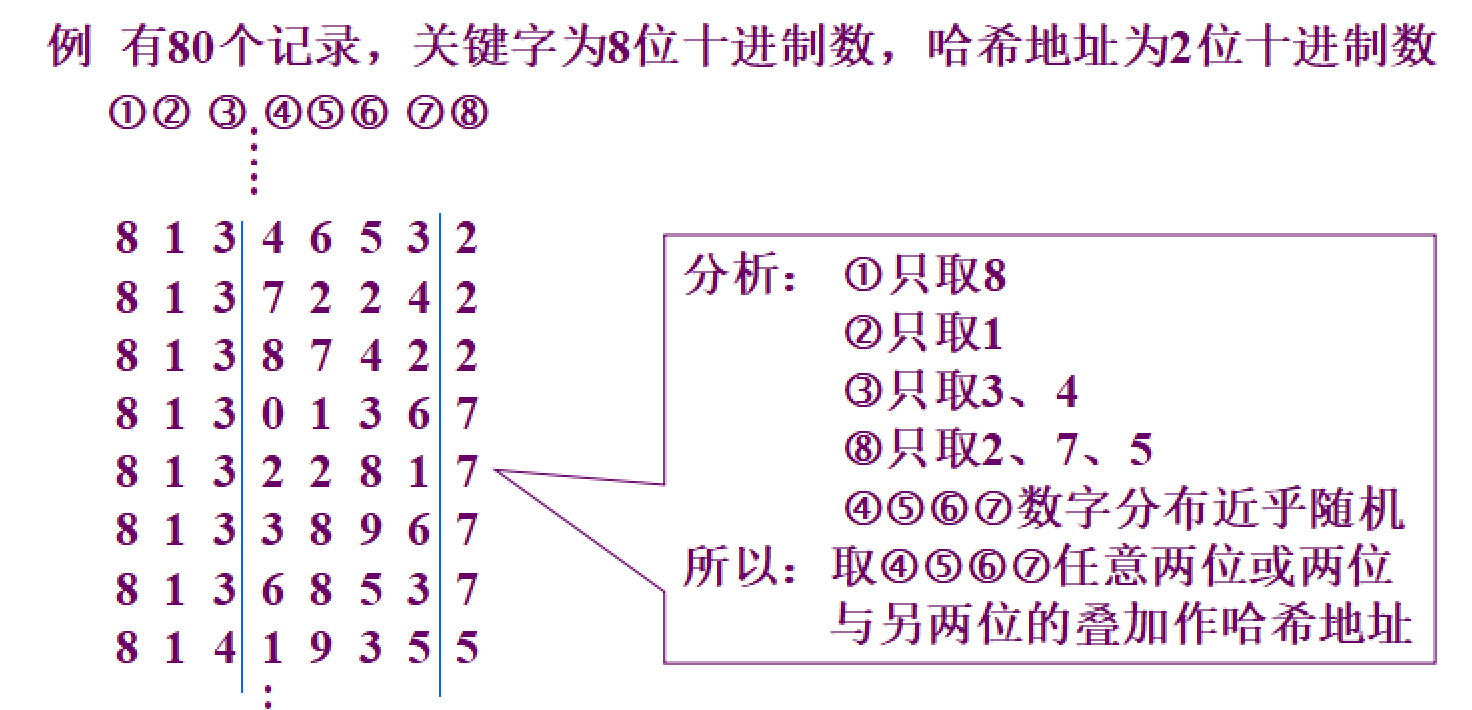 例 有80个记录，关键字为8位十进制数，哈希地址为2位十进制数
①② ③ ④⑤⑥ ⑦⑧
8 1 3 4 6 5 3 2
8 1 3 7 2 2 4 2
8 1 3 8 7 4 2 2
8 1 3 0 1 3 6 7
8 1 3 2 2 8 1 7
8 1 3 3 8 9 6 7
8 1 3 6 8 5 3 7
8 1 4 1 9 3 5 5
分析： ①只取8
②只取1
③只取3、4
⑧只取2、7、5
④⑤⑥⑦数字分布近乎随机
所以：取④⑤⑥⑦任意两位或两位
与另两位的叠加作哈希地址